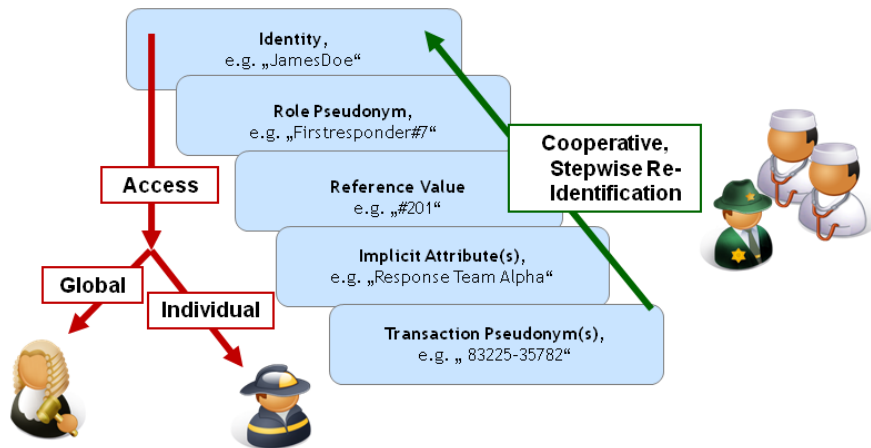 Identity,
e.g. „JamesDoe“
Role Pseudonym,
e.g. „Firstresponder#7“
Reference Value
e.g. „#201“
Implicit Attribute(s),
e.g. „Response Team Alpha“
Transaction Pseudonym(s),
e.g. „ 83225-35782“
Access
Global
Individual
Cooperative,
Stepwise Re-
Identification